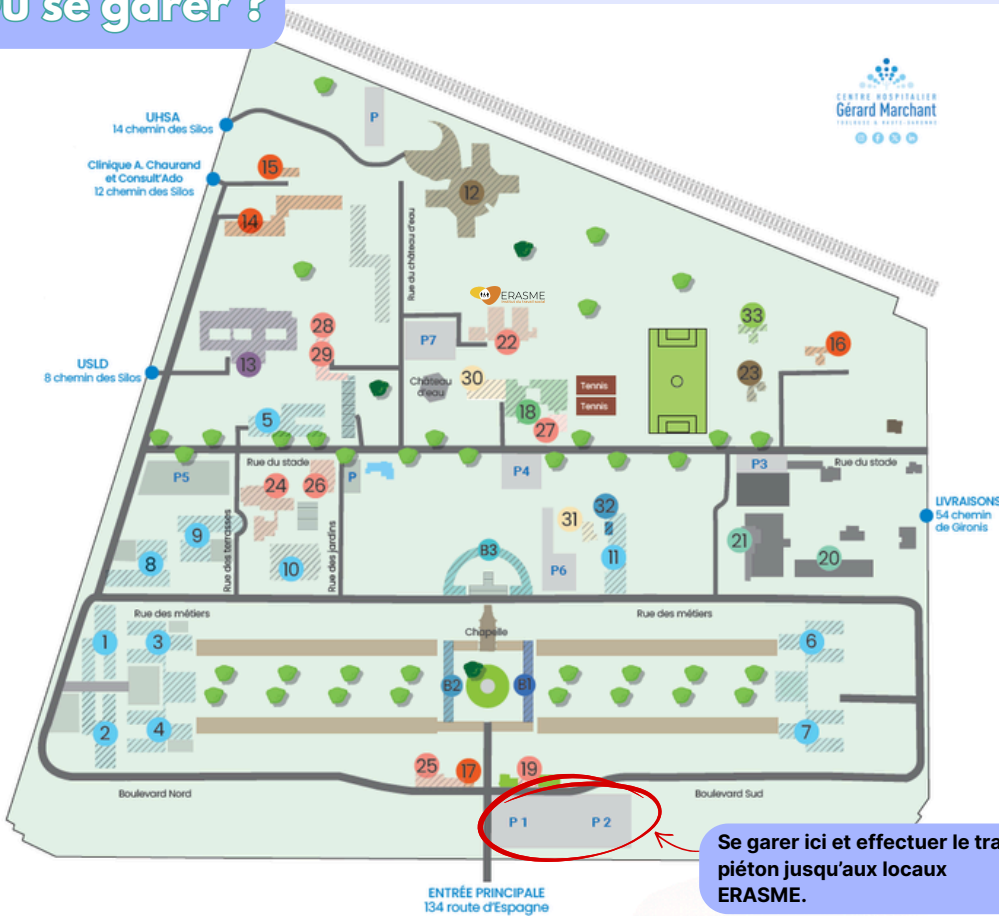 se garer ?
CENTRE HOSPITALIER
Gérard Marchant
TOULOUSE & HAUTE-GARONNE
UHSA
14 chemin des Silos
P
Clinique A. Chaurand
et Consult'Ado
12 chemin des Silos
15
12
14
Rue du château d'eau
ERASME
33
28
22
16
P7
29
13
USLD
8 chemin des Silos
23
Château
d'eau
30
Tennis
18
Tennis
5
27
Rue du stade
P4
P3
Rue du stade
P5
P
24
26
LIVRAISONS
54 chemin
de Gironis
32
31
9
Rue des terrasses
Rue des jardins
21
B3
11
20
8
10
P6
Rue des métiers
Rue des métiers
Chapelle
1
3
6
B2
B1
2
4
7
25
17
19
Boulevard Nord
Boulevard Sud
P 1
P 2
Se garer ici et effectuer le
piéton jusqu'aux locaux
ERASME.
ENTRÉE PRINCIPALE
134 route d'Espagne